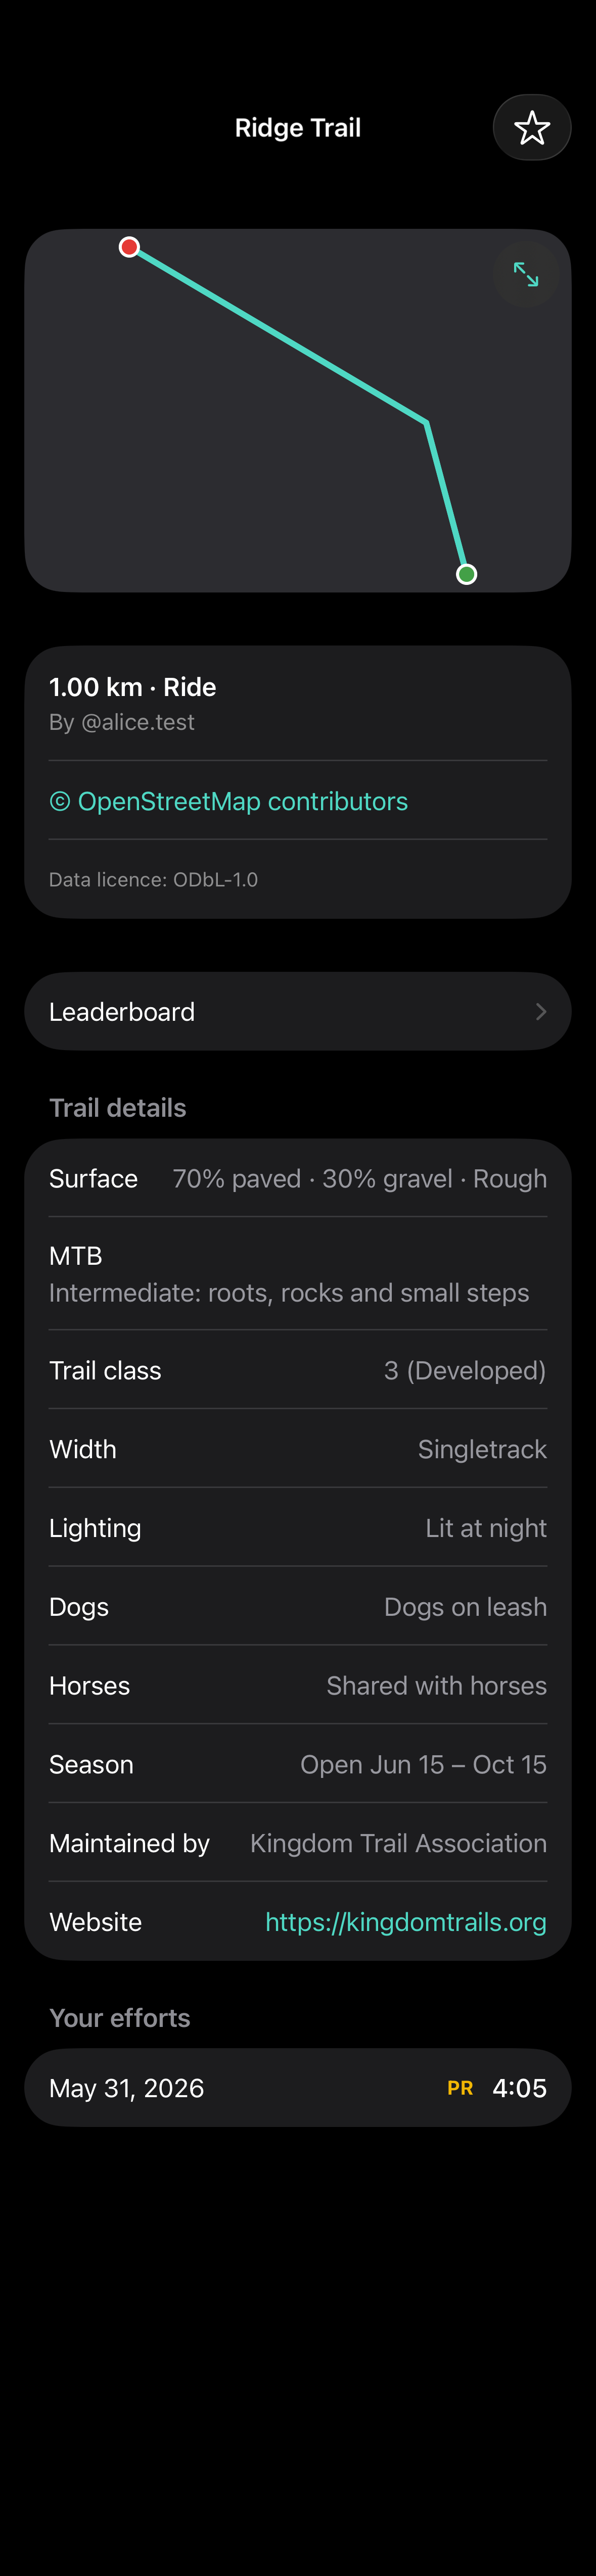 Ridge Trail
1.00 km · Ride
By @alice.test
© OpenStreetMap contributors
Data licence: ODbL-1.0
Leaderboard
Trail details
Surface 70% paved · 30% gravel · Rough
MTB
Intermediate: roots, rocks and small steps
Trail class 3 (Developed)
Width Singletrack
Lighting Lit at night
Dogs Dogs on leash
Horses Shared with horses
Season Open Jun 15 – Oct 15
Maintained by Kingdom Trail Association
Website https://kingdomtrails.org
Your efforts
May 31, 2026 PR 4:05